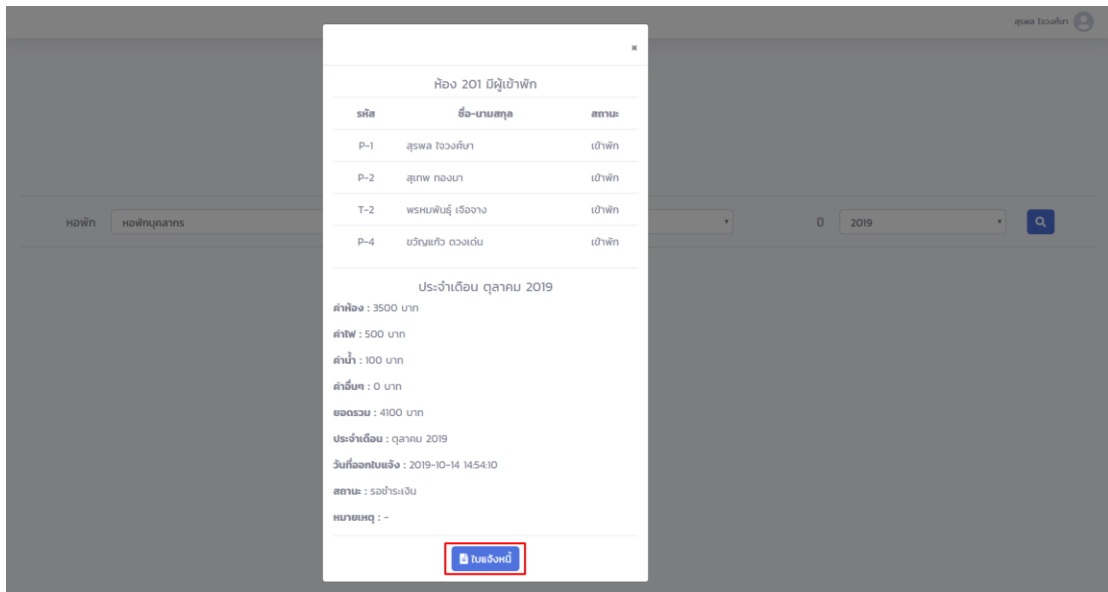 สุรพล ใจวงศ์ษา
×
ห้อง 201 มีผู้เข้าพัก
รหัส ชื่อ-นามสกุล สถานะ
P-1 สุรพล ใจวงศ์ษา เข้าพัก
P-2 สุเทพ ทองมา เข้าพัก
T-2 พรหมพันธุ์ เจือจาง เข้าพัก
P-4 ขวัญแก้ว ดวงเด่น เข้าพัก
หอพัก หอพักบุคลากร ปี 2019
ประจำเดือน ตุลาคม 2019
ค่าห้อง : 3500 บาท
ค่าไฟ : 500 บาท
ค่าน้ำ : 100 บาท
ค่าอื่นๆ : 0 บาท
ยอดรวม : 4100 บาท
ประจำเดือน : ตุลาคม 2019
วันที่ออกใบแจ้ง : 2019-10-14 14:54:10
สถานะ : รอชำระเงิน
หมายเหตุ : -
ใบแจ้งหนี้